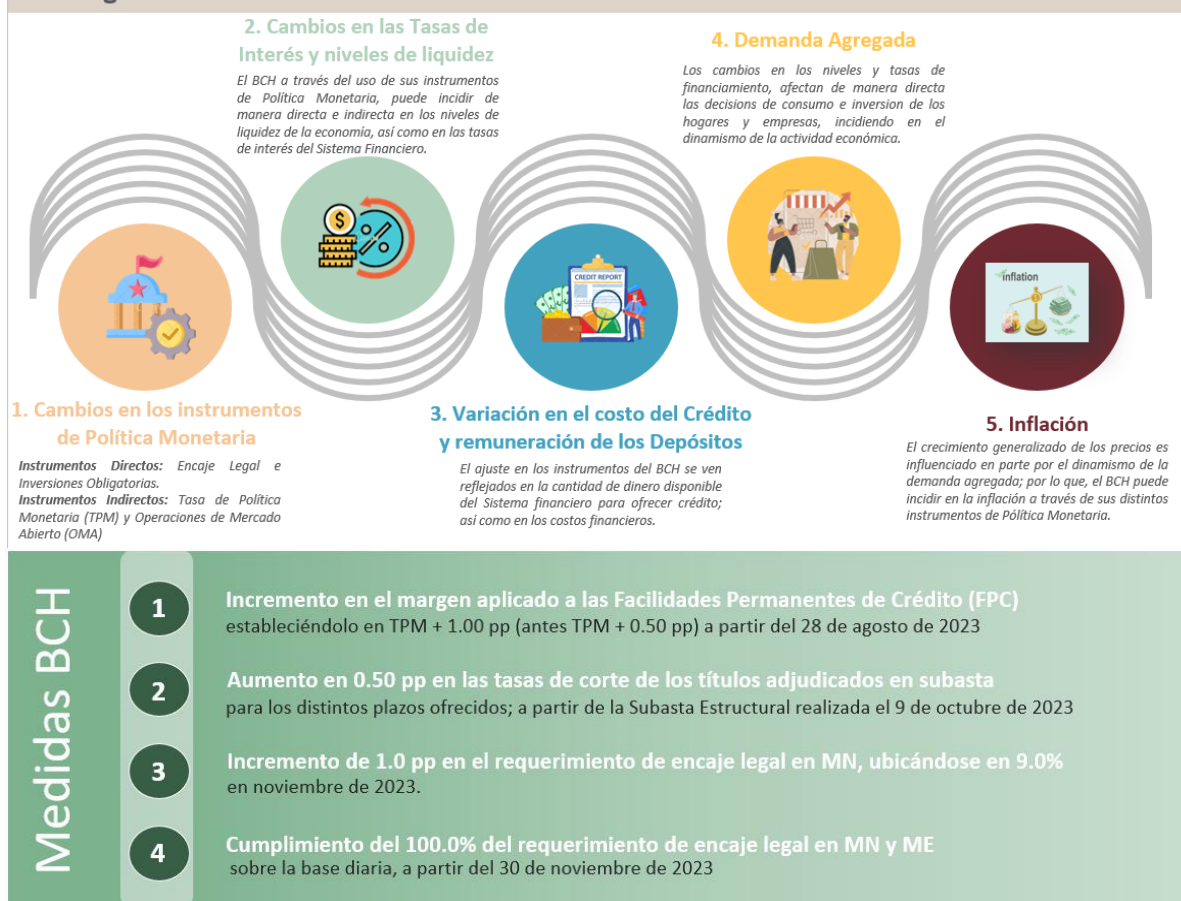 2. Cambios en las Tasas de
Interés y niveles de liquidez
El BCH a través del uso de sus instrumentos
de Política Monetaria, puede incidir de
manera directa e indirecta en los niveles de
liquidez de la economía, así como en las tasas
de interés del Sistema Financiero.
4. Demanda Agregada
Los cambios en los niveles y tasas de
financiamiento, afectan de manera directa
las decisions de consumo e inversion de los
hogares y empresas, incidiendo en el
dinamismo de la actividad económica.
$
%
CREDIT REPORT
inflation
1. Cambios en los instrumentos
de Política Monetaria
Instrumentos Directos: Encaje Legal e
Inversiones Obligatorias.
Instrumentos Indirectos: Tasa de Política
Monetaria (TPM) y Operaciones de Mercado
Abierto (OMA)
3. Variación en el costo del Crédito
y remuneración de los Depósitos
El ajuste en los instrumentos del BCH se ven
reflejados en la cantidad de dinero disponible
del Sistema financiero para ofrecer crédito;
así como en los costos financieros.
5. Inflación
El crecimiento generalizado de los precios es
influenciado en parte por el dinamismo de la
demanda agregada; por lo que, el BCH puede
incidir en la inflación a través de sus distintos
instrumentos de Pólítica Monetaria.
Medidas BCH
1
Incremento en el margen aplicado a las Facilidades Permanentes de Crédito (FPC)
estableciéndolo en TPM + 1.00 pp (antes TPM + 0.50 pp) a partir del 28 de agosto de 2023
2
Aumento en 0.50 pp en las tasas de corte de los títulos adjudicados en subasta
para los distintos plazos ofrecidos; a partir de la Subasta Estructural realizada el 9 de octubre de 2023
3
Incremento de 1.0 pp en el requerimiento de encaje legal en MN, ubicándose en 9.0%
en noviembre de 2023.
4
Cumplimiento del 100.0% del requerimiento de encaje legal en MN y ME
sobre la base diaria, a partir del 30 de noviembre de 2023